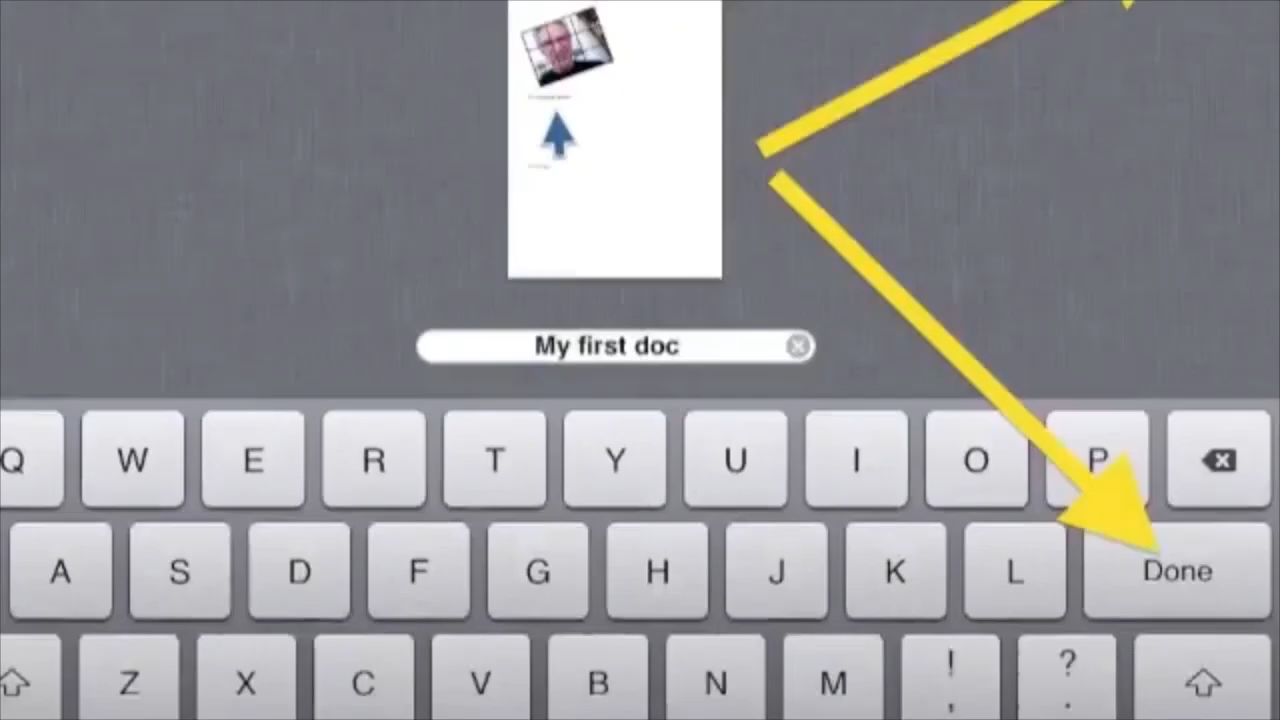 My first doc
Q W E R T Y U I O P
A S D F G H J K L Done
Z X C V B N M ! , ? .